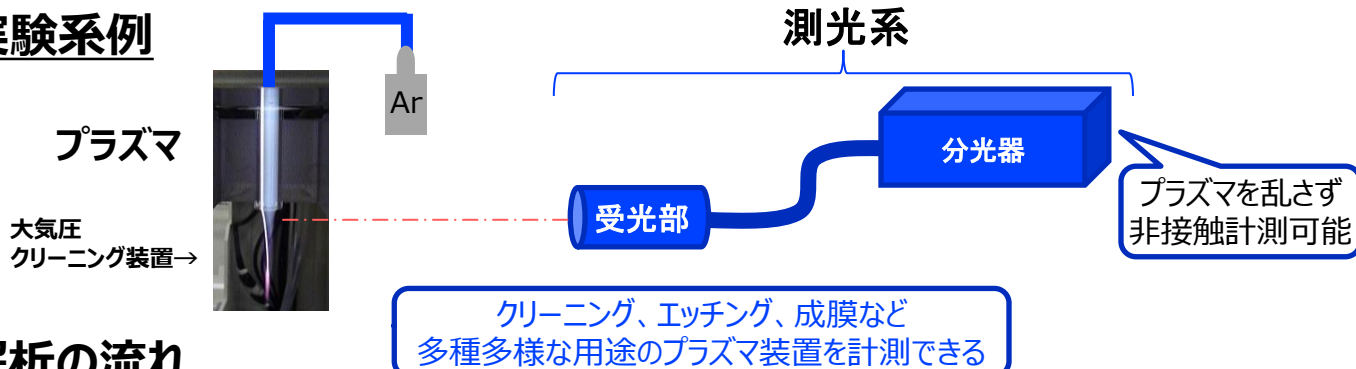 実験系例
測光系
Ar
プラズマ
分光器
プラズマを乱さず
非接触計測可能
受光部
大気圧
クリーニング装置→
クリーニング、エッチング、成膜など
多種多様な用途のプラズマ装置を計測できる
解析の流れ